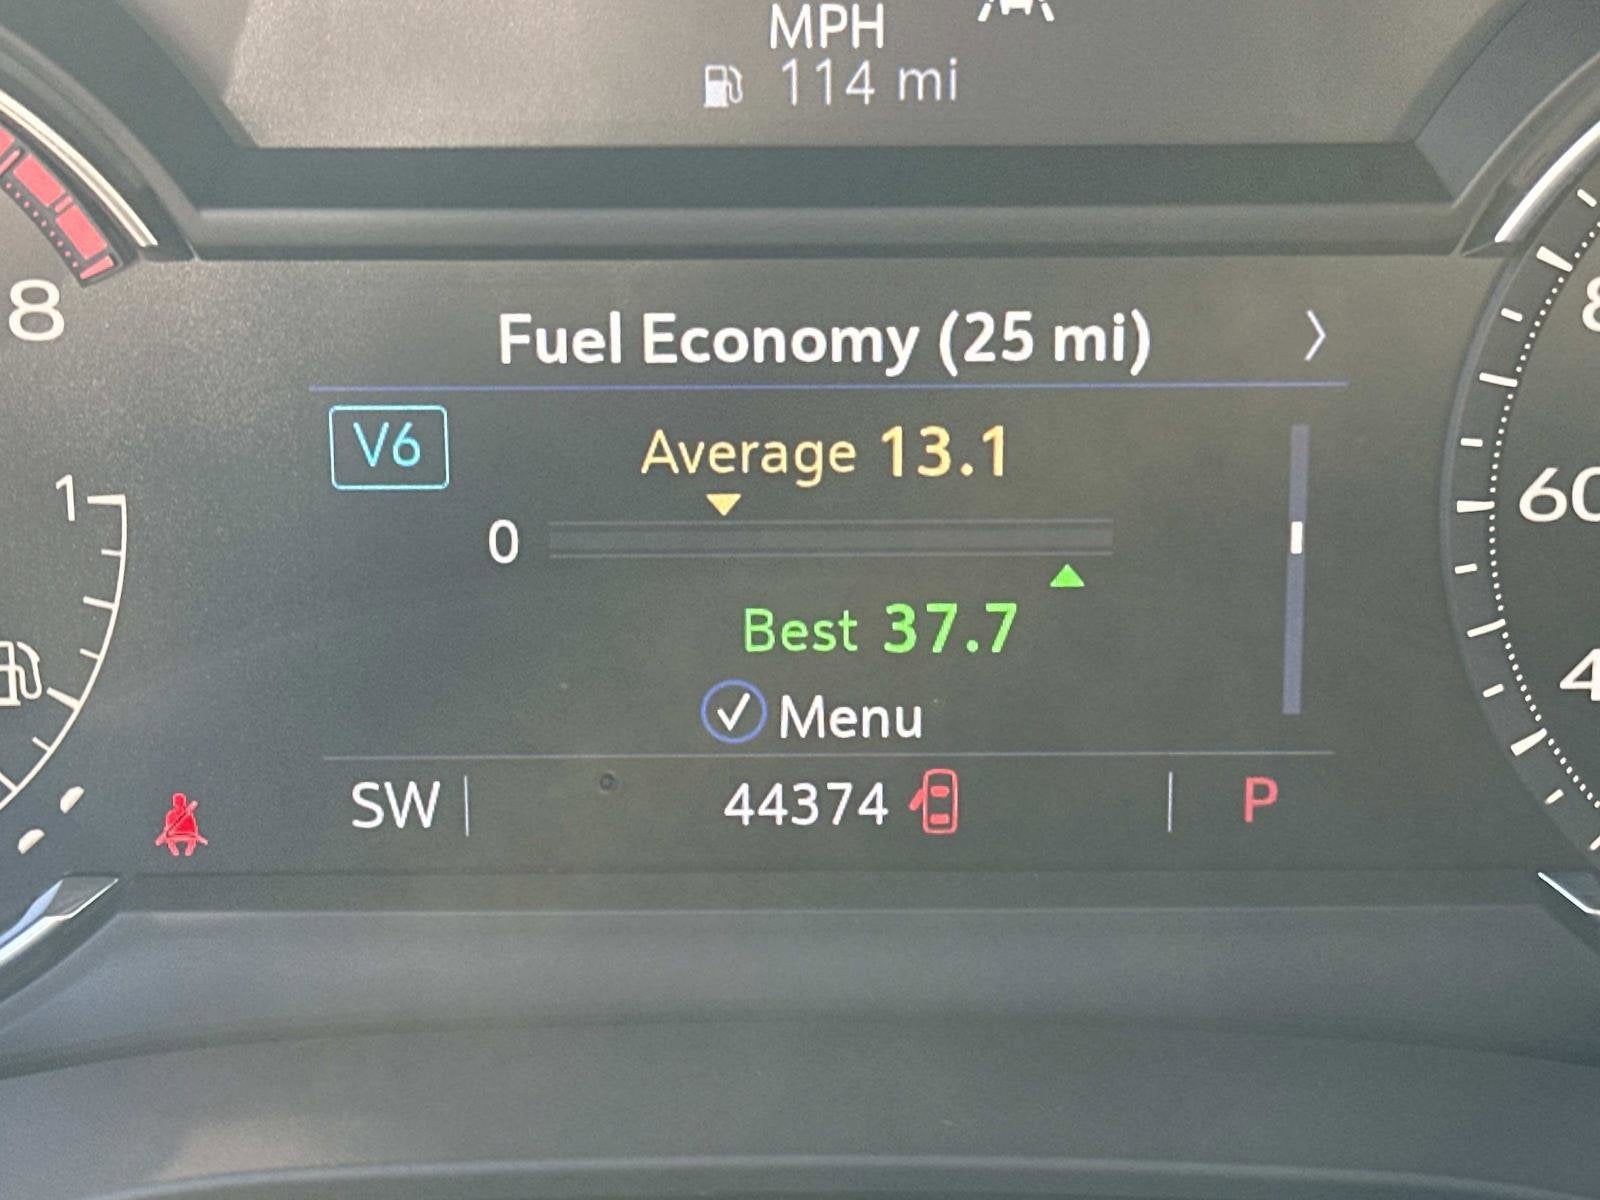 MPH
114 mi
8
Fuel Economy (25 mi)
V6
Average 13.1
1
0
60
Best 37.7
4
Menu
SW
44374
P